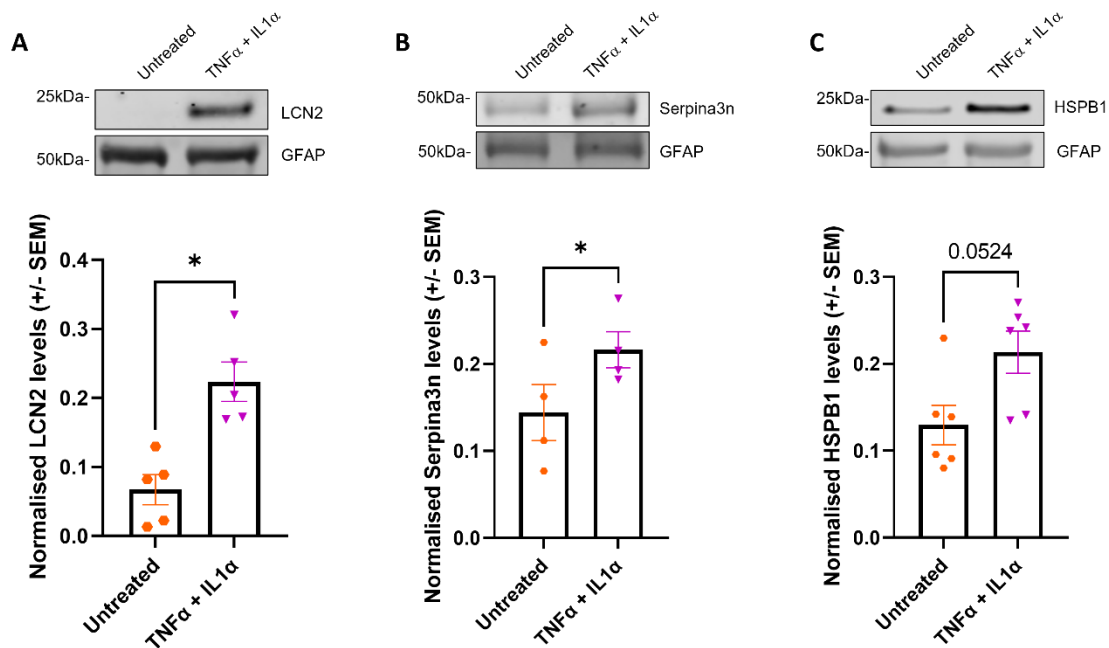 A
Untreated
TNFα + IL1α
25kDa-
LCN2
50kDa-
GFAP
Normalised LCN2 levels (+/- SEM)
0.4
0.3
0.2
0.1
0.0
*
Untreated
TNFα + IL1α
B
Untreated
TNFα + IL1α
50kDa-
Serpina3n
50kDa-
GFAP
Normalised Serpina3n levels (+/- SEM)
0.3
0.2
0.1
0.0
*
Untreated
TNFα + IL1α
C
Untreated
TNFα + IL1α
25kDa-
HSPB1
50kDa-
GFAP
Normalised HSPB1 levels (+/- SEM)
0.3
0.2
0.1
0.0
0.0524
Untreated
TNFα + IL1α